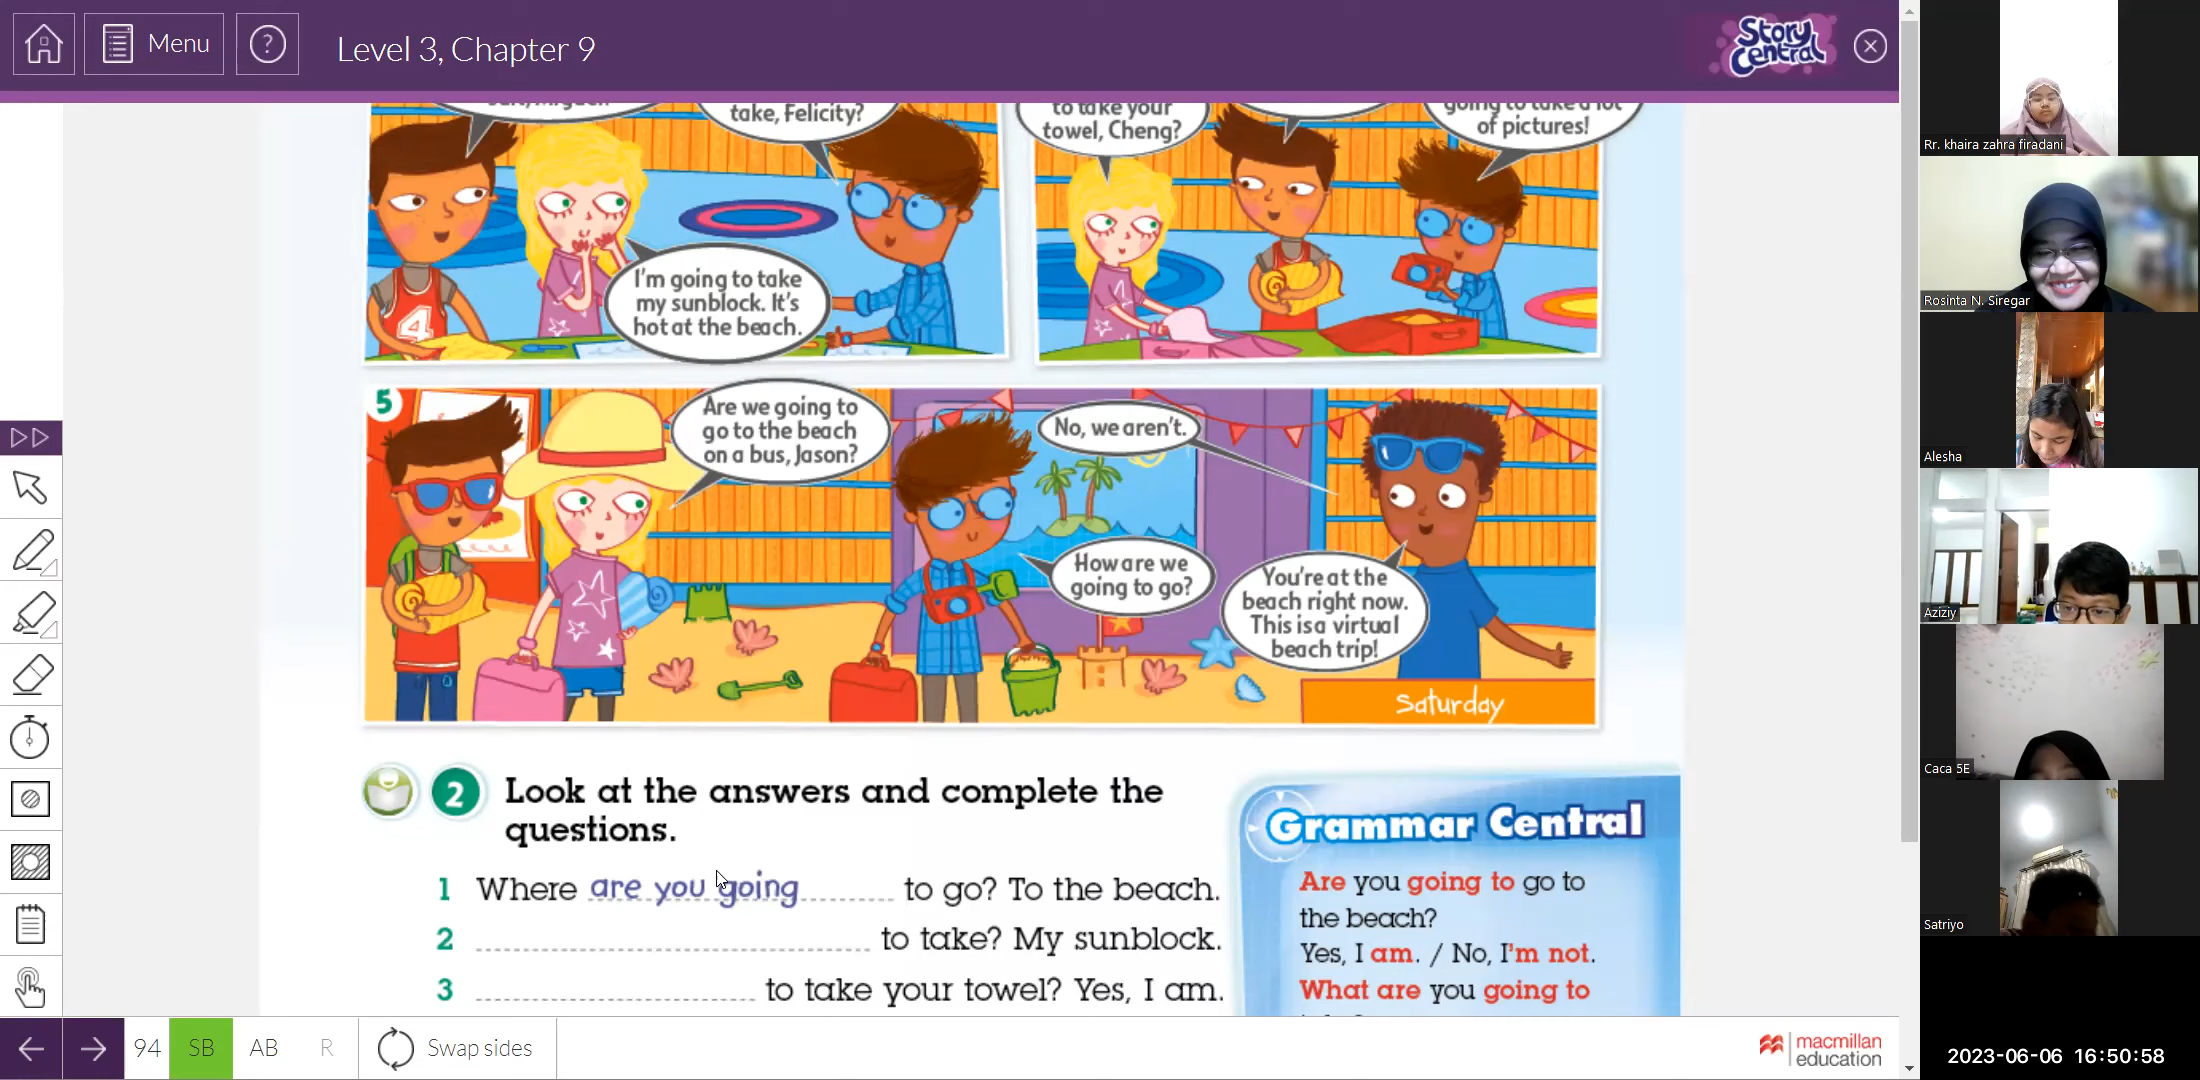 Menu
?
Level 3, Chapter 9
Story Central
take, Felicity?
to take your
towel, Cheng?
going to take a lot
of pictures!
4
I'm going to take
my sunblock. It's
hot at the beach.
5
Are we going to
go to the beach
on a bus, Jason?
No, we aren't.
How are we
going to go?
You're at the
beach right now.
This is a virtual
beach trip!
Saturday
2 Look at the answers and complete the
questions.
1 Where are you going to go? To the beach.
2 to take? My sunblock.
3 to take your towel? Yes, I am.
Grammar Central
Are you going to go to
the beach?
Yes, I am. / No, I'm not.
What are you going to
94
SB
AB
R
Swap sides
macmillan
education
Rr. khaira zahra firadani
Rosinta N. Siregar
Alesha
Aziziy
Caca 5E
Satriyo
2023-06-06 16:50:58